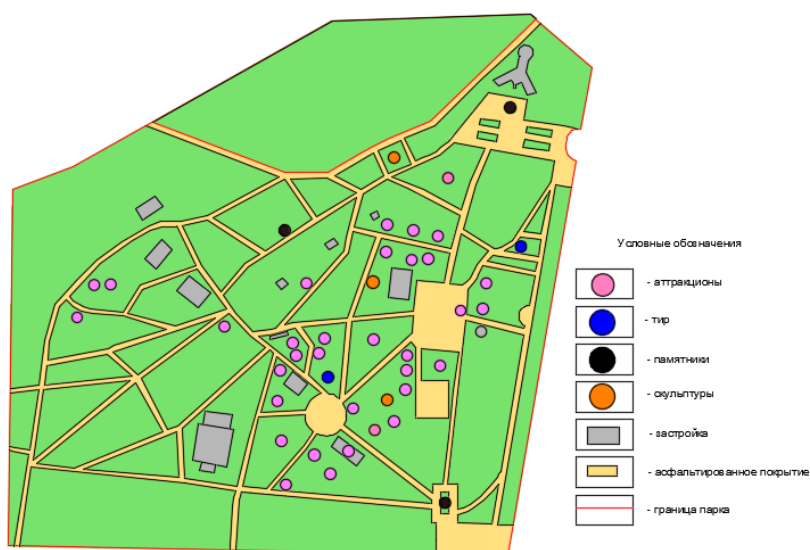 Условные обозначения
- аттракционы
- тир
- памятники
- скульптуры
- застройка
- асфальтированное покрытие
- граница парка